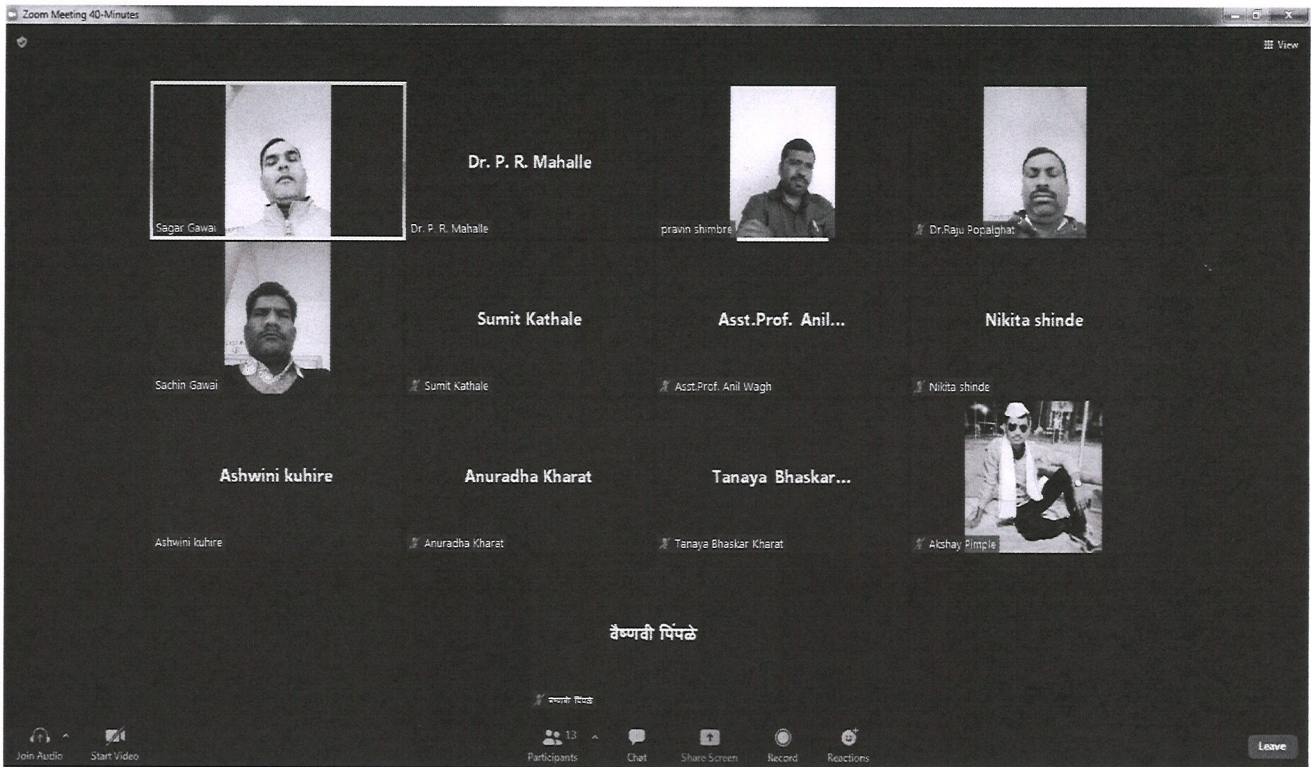 Zoom Meeting 40-Minutes
View
Sagar Gawai
Dr. P. R. Mahalle
Dr. P. R. Mahalle
pravin shimbre
Dr.Raju Popalghat
Sachin Gawai
Sumit Kathale
Sumit Kathale
Asst.Prof. Anil...
Asst.Prof. Anil Wagh
Nikita shinde
Nikita shinde
Ashwini kuhire
Ashwini kuhire
Anuradha Kharat
Anuradha Kharat
Tanaya Bhaskar...
Tanaya Bhaskar Kharat
Akshay Pimple
वैष्णवी पिंपळे
वैष्णवी पिंपळे
Join Audio
Start Video
Participants 13
Chat
Share Screen
Record
Reactions
Leave